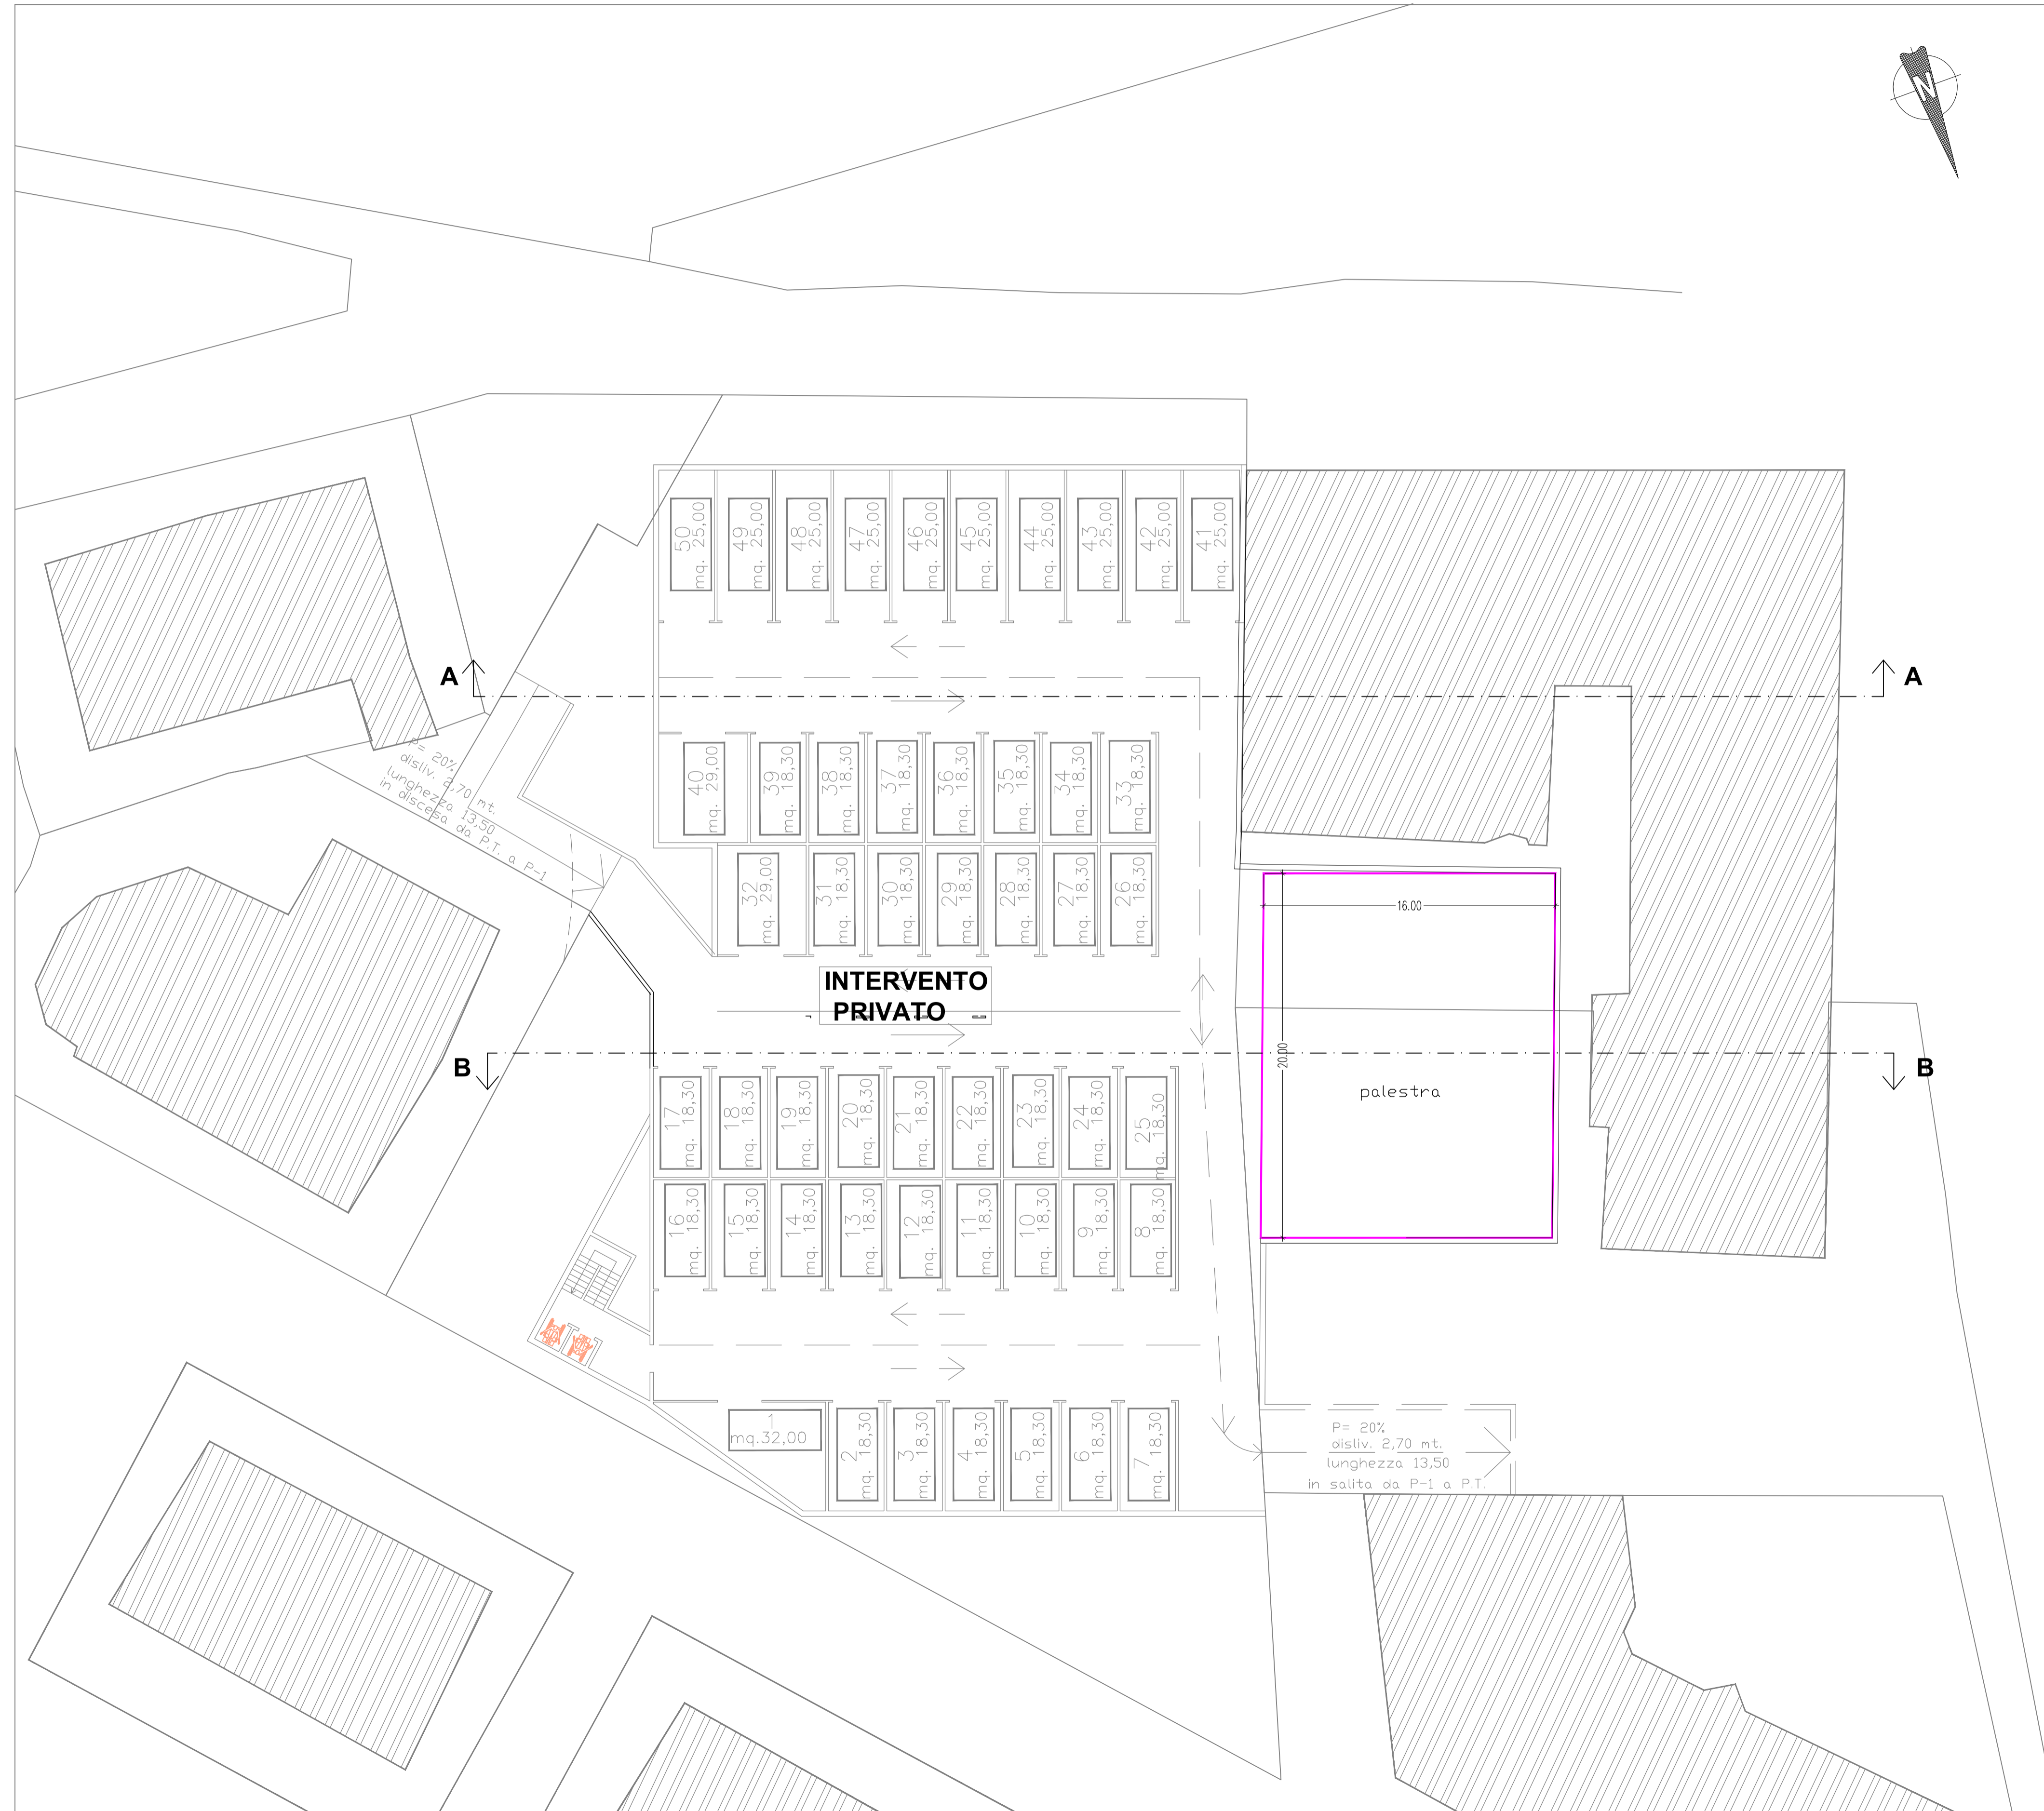 N
50
mq. 25,00
49
mq. 25,00
48
mq. 25,00
47
mq. 25,00
46
mq. 25,00
45
mq. 25,00
44
mq. 25,00
43
mq. 25,00
42
mq. 25,00
41
mq. 25,00
A
A
P= 20%
disliv. 2,70 mt.
lunghezza 13,50
in discesa da P.T. a P-1
40
mq. 29,00
39
mq. 18,30
38
mq. 18,30
37
mq. 18,30
36
mq. 18,30
35
mq. 18,30
34
mq. 18,30
33
mq. 18,30
32
mq. 29,00
31
mq. 18,30
30
mq. 18,30
29
mq. 18,30
28
mq. 18,30
27
mq. 18,30
26
mq. 18,30
16.00
INTERVENTO
PRIVATO
20.00
B
B
palestra
17
mq. 18,30
18
mq. 18,30
19
mq. 18,30
20
mq. 18,30
21
mq. 18,30
22
mq. 18,30
23
mq. 18,30
24
mq. 18,30
25
mq. 18,30
16
mq. 18,30
15
mq. 18,30
14
mq. 18,30
13
mq. 18,30
12
mq. 18,30
11
mq. 18,30
10
mq. 18,30
9
mq. 18,30
8
mq. 18,30
1
mq.32,00
2
mq. 18,30
3
mq. 18,30
4
mq. 18,30
5
mq. 18,30
6
mq. 18,30
7
mq. 18,30
P= 20%
disliv. 2,70 mt.
lunghezza 13,50
in salita da P-1 a P.T.